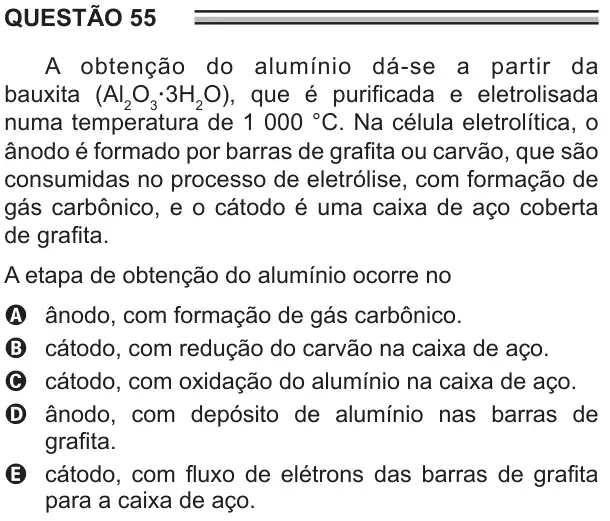 QUESTÃO 55
A obtenção do alumínio dá-se a partir da
bauxita (Al₂O₃·3H₂O), que é purificada e eletrolisada
numa temperatura de 1 000 °C. Na célula eletrolítica, o
ânodo é formado por barras de grafita ou carvão, que são
consumidas no processo de eletrólise, com formação de
gás carbônico, e o cátodo é uma caixa de aço coberta
de grafita.
A etapa de obtenção do alumínio ocorre no
A ânodo, com formação de gás carbônico.
B cátodo, com redução do carvão na caixa de aço.
C cátodo, com oxidação do alumínio na caixa de aço.
D ânodo, com depósito de alumínio nas barras de
grafita.
E cátodo, com fluxo de elétrons das barras de grafita
para a caixa de aço.